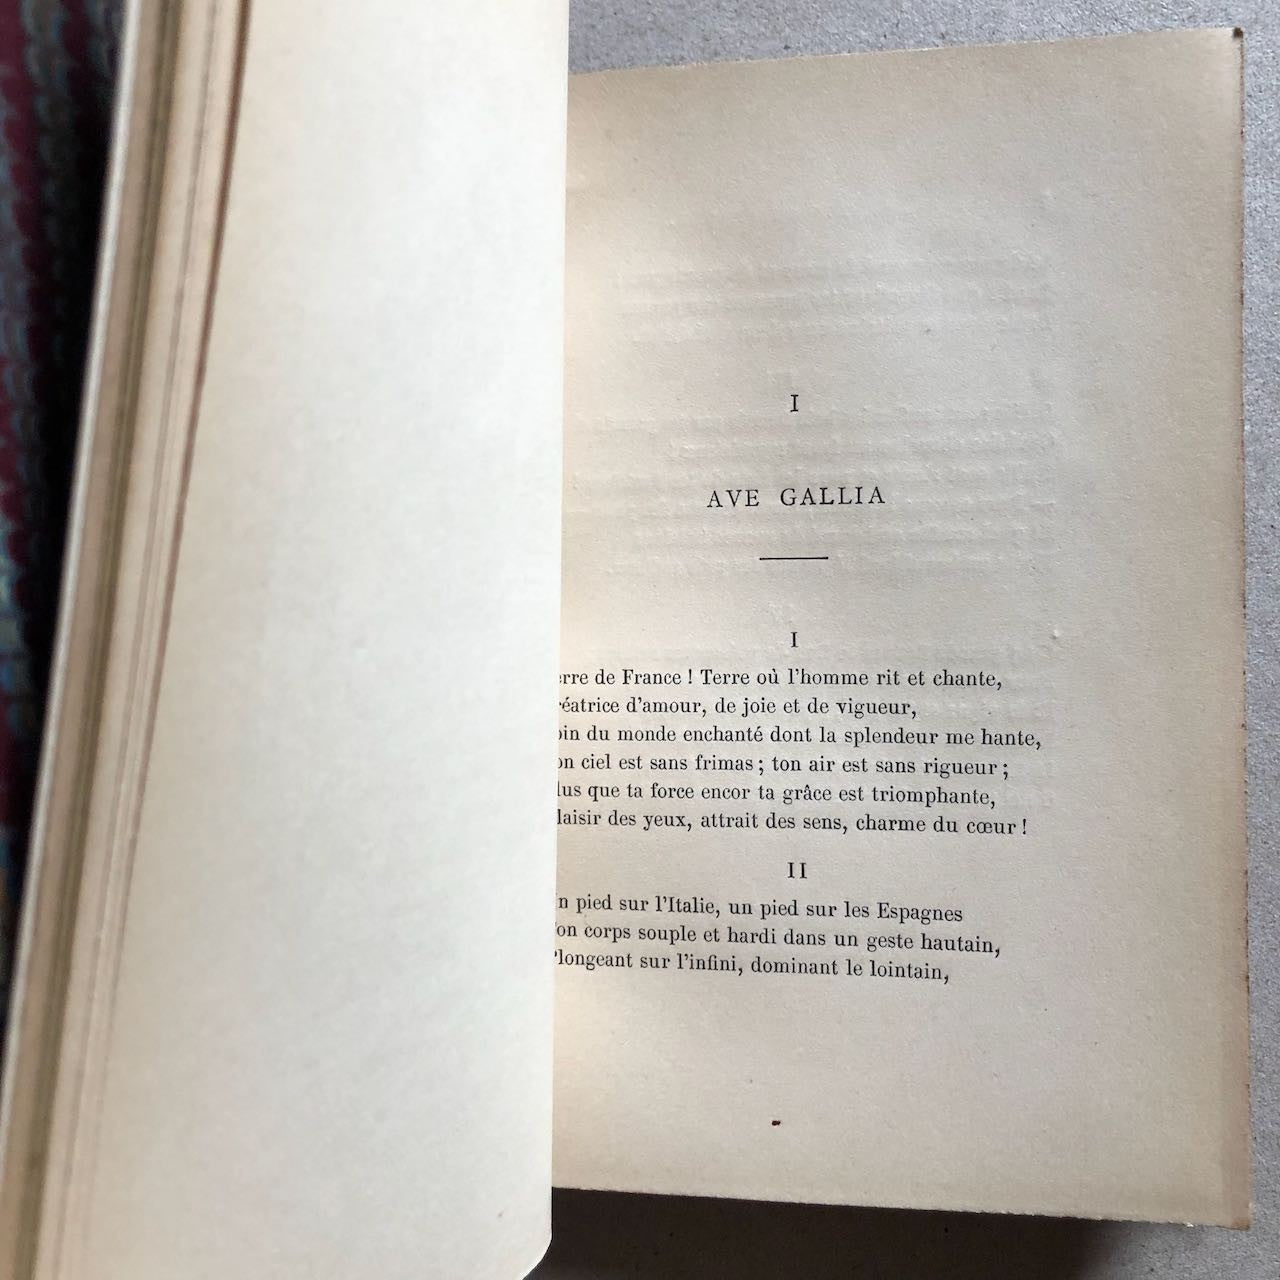 I
AVE GALLIA
I
erre de France ! Terre où l'homme rit et chante,
réatrice d'amour, de joie et de vigueur,
oin du monde enchanté dont la splendeur me hante,
on ciel est sans frimas ; ton air est sans rigueur ;
lus que ta force encor ta grâce est triomphante,
laisir des yeux, attrait des sens, charme du cœur !
II
n pied sur l'Italie, un pied sur les Espagnes
on corps souple et hardi dans un geste hautain,
longeant sur l'infini, dominant le lointain,